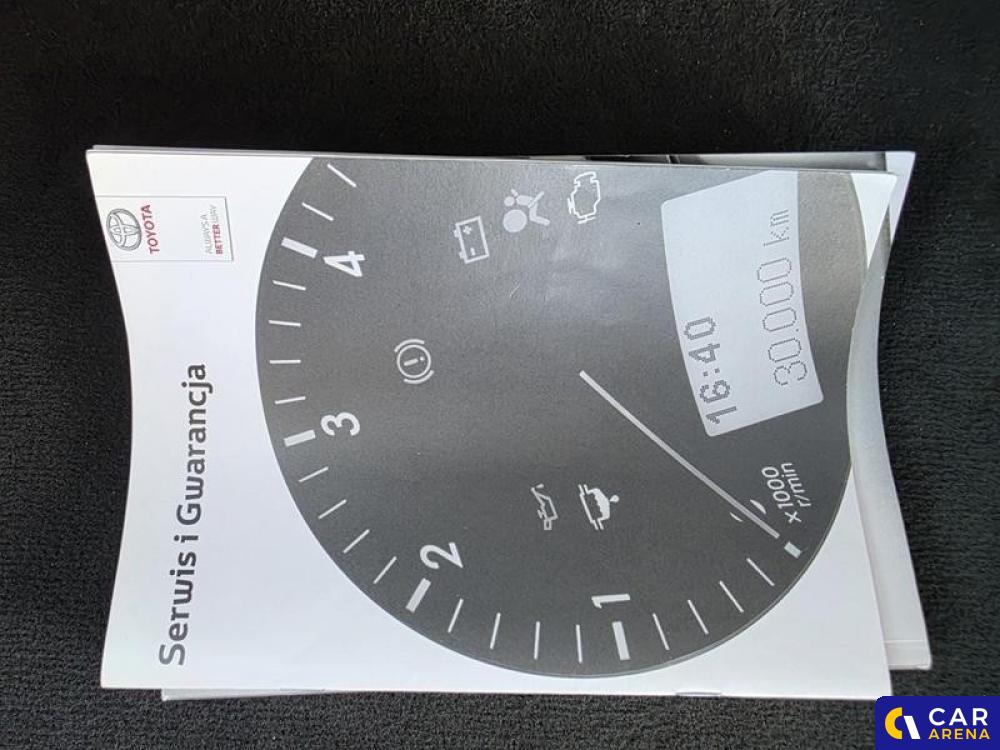 Serwis i Gwarancja
TOYOTA
ALWAYS A
BETTER WAY
4
3
2
1
16:40
30.000 km
x1000
r/min
CAR
ARENA